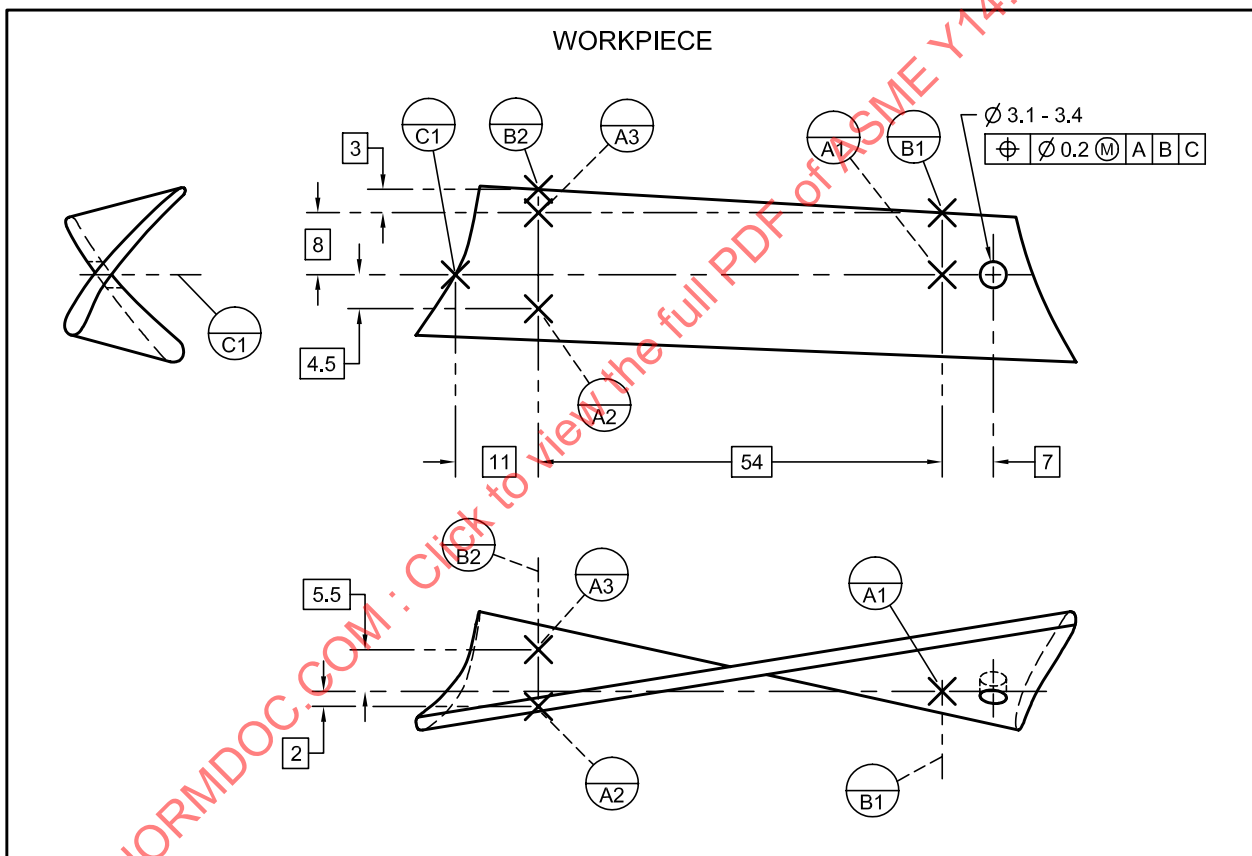 WORKPIECE
C1
B2
A3
A1
B1
Ø 3.1 - 3.4
⌖ Ø 0.2 Ⓜ A B C
3
8
4.5
C1
A2
11
54
7
B2
A3
A1
5.5
2
A2
B1
NORMDOC.COM : Click to view the full PDF of ASME Y14.